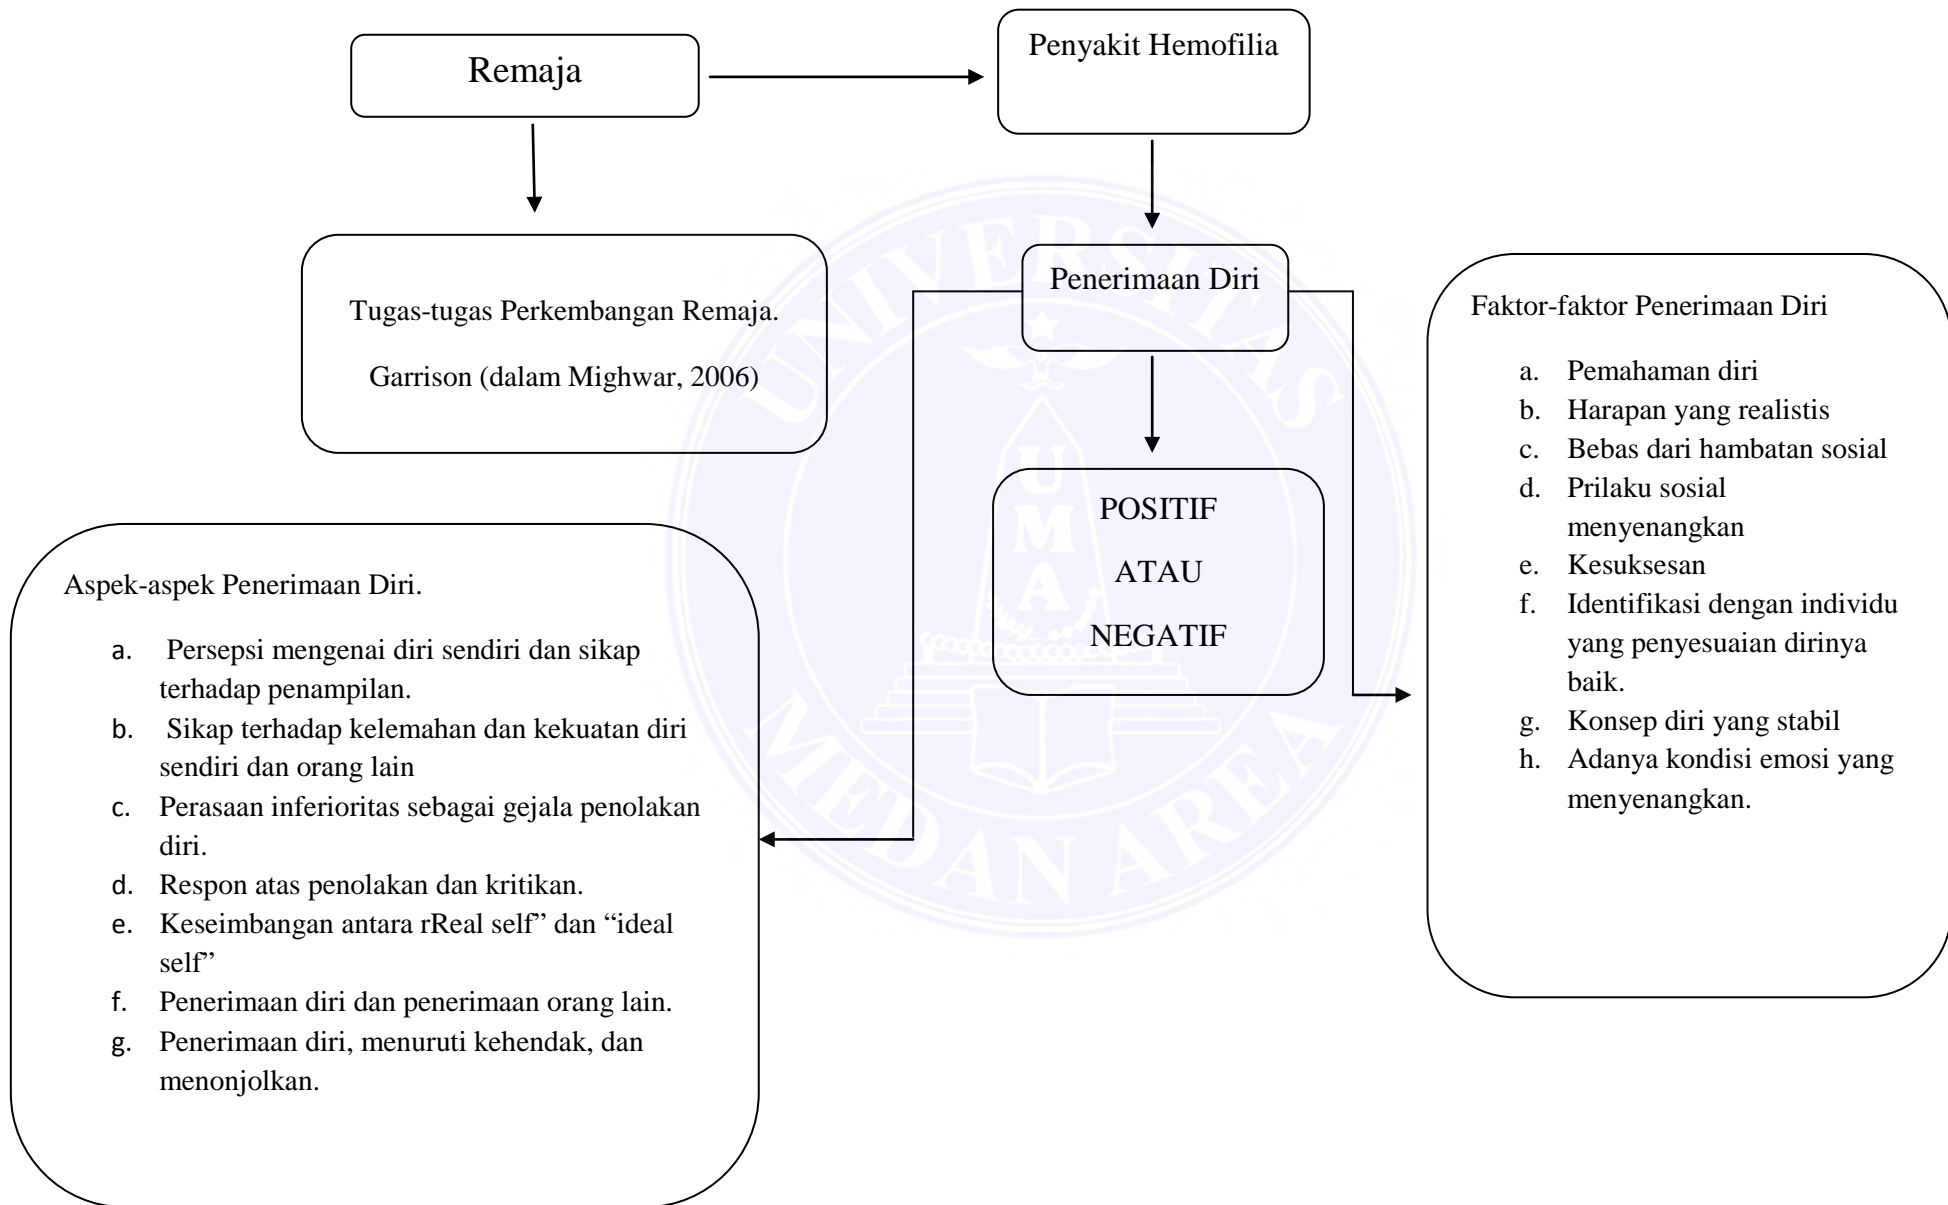 Remaja
Penyakit Hemofilia
Tugas-tugas Perkembangan Remaja.
Garrison (dalam Mighwar, 2006)
Penerimaan Diri
POSITIF
ATAU
NEGATIF
Aspek-aspek Penerimaan Diri.
a. Persepsi mengenai diri sendiri dan sikap
terhadap penampilan.
b. Sikap terhadap kelemahan dan kekuatan diri
sendiri dan orang lain
c. Perasaan inferioritas sebagai gejala penolakan
diri.
d. Respon atas penolakan dan kritikan.
e. Keseimbangan antara rReal self” dan “ideal
self”
f. Penerimaan diri dan penerimaan orang lain.
g. Penerimaan diri, menuruti kehendak, dan
menonjolkan.
Faktor-faktor Penerimaan Diri
a. Pemahaman diri
b. Harapan yang realistis
c. Bebas dari hambatan sosial
d. Prilaku sosial
menyenangkan
e. Kesuksesan
f. Identifikasi dengan individu
yang penyesuaian dirinya
baik.
g. Konsep diri yang stabil
h. Adanya kondisi emosi yang
menyenangkan.
UNIVERSITAS
U
M
A
MEDAN AREA